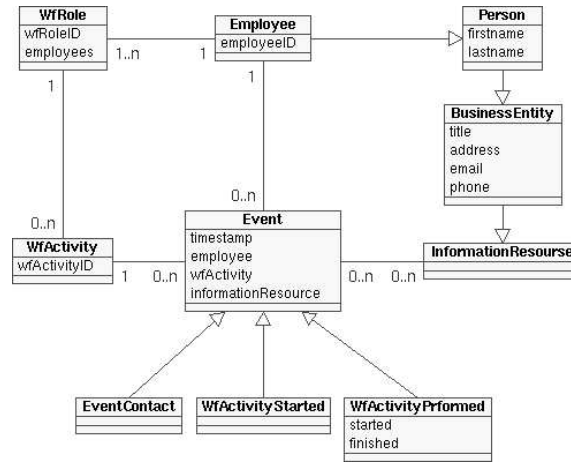 WfRole
wfRoleID
employees
1..n
1
Employee
employeeID
Person
firstname
lastname
1
1
BusinessEntity
title
address
email
phone
0..n
0..n
WfActivity
wfActivityID
1
0..n
Event
timestamp
employee
wfActivity
informationResource
0..n
0..n
InformationResourse
EventContact
WfActivityStarted
WfActivityPrformed
started
finished